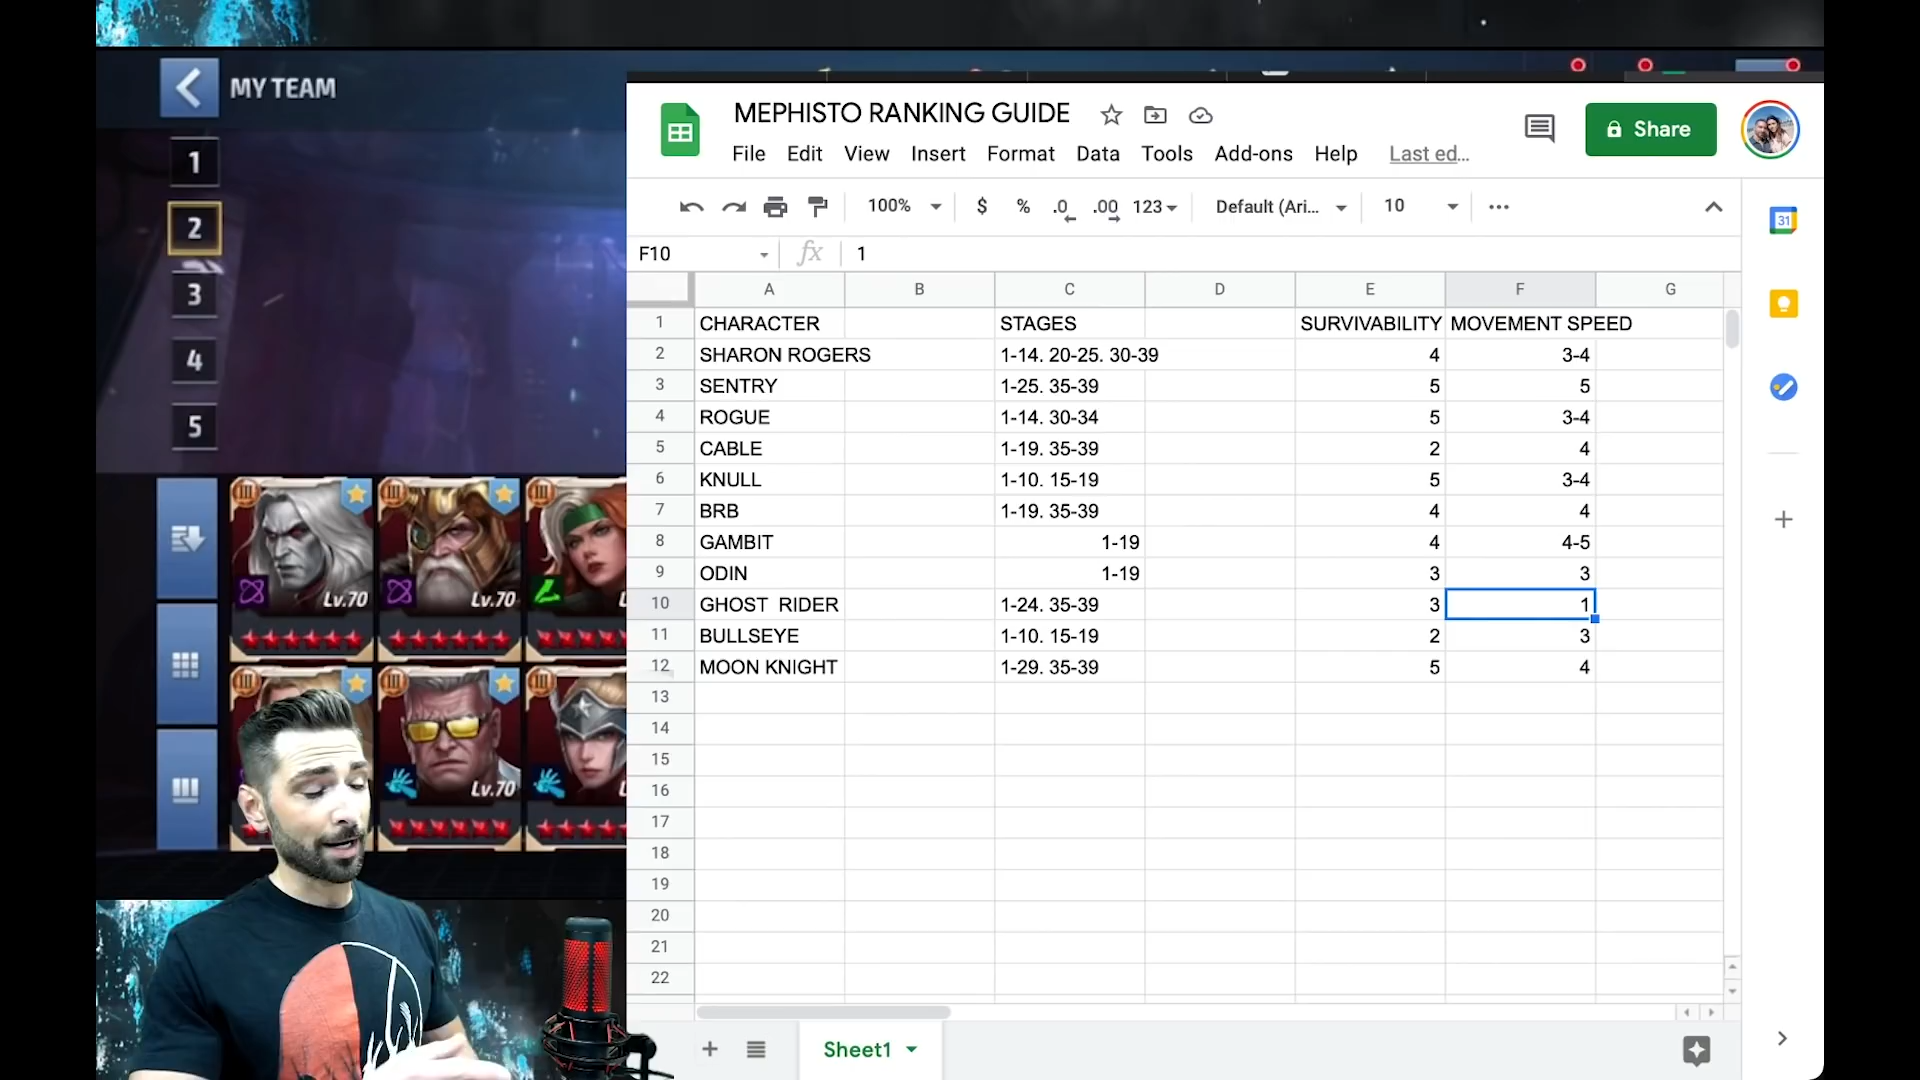 MY TEAM
1
2
3
4
5
Lv.70
Lv.70
Lv.70
MEPHISTO RANKING GUIDE
File Edit View Insert Format Data Tools Add-ons Help Last ed...
Share
100% $ % .0 .00 123 Default (Ari... 10
31
F10 fx 1
A B C D E F G
1 CHARACTER STAGES SURVIVABILITY MOVEMENT SPEED
2 SHARON ROGERS 1-14. 20-25. 30-39 4 3-4
3 SENTRY 1-25. 35-39 5 5
4 ROGUE 1-14. 30-34 5 3-4
5 CABLE 1-19. 35-39 2 4
6 KNULL 1-10. 15-19 5 3-4
7 BRB 1-19. 35-39 4 4
8 GAMBIT 1-19 4 4-5
9 ODIN 1-19 3 3
10 GHOST RIDER 1-24. 35-39 3 1
11 BULLSEYE 1-10. 15-19 2 3
12 MOON KNIGHT 1-29. 35-39 5 4
13
14
15
16
17
18
19
20
21
22
Sheet1